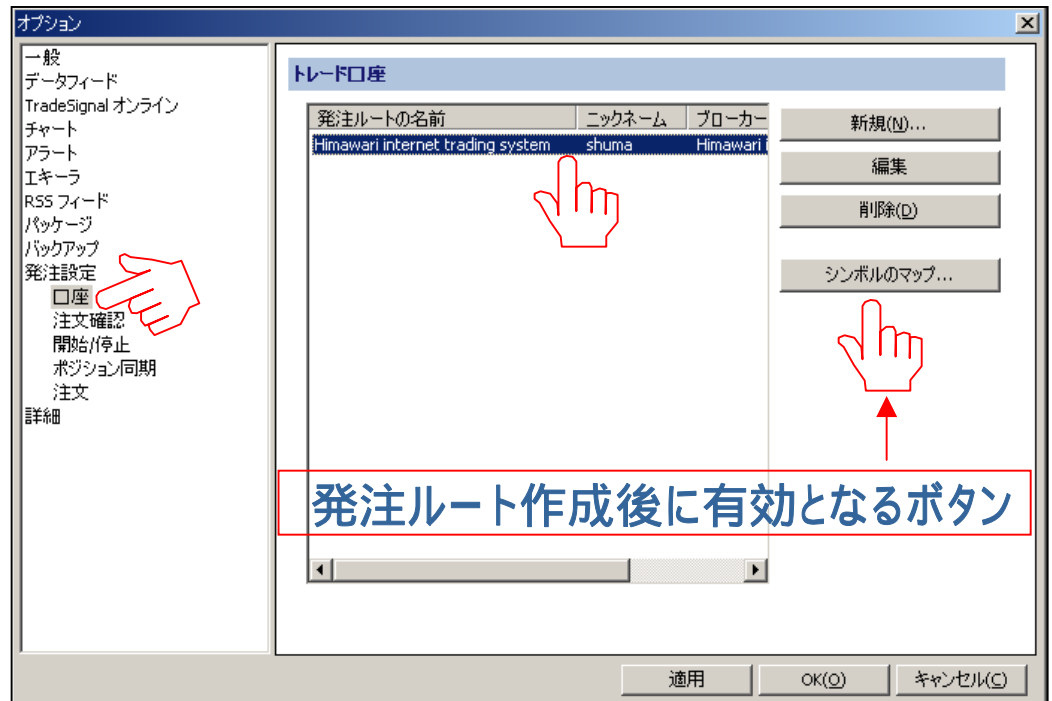 オプション
一般
データフィード
TradeSignal オンライン
チャート
アラート
エキーラ
RSS フィード
パッケージ
バックアップ
発注設定
口座
注文確認
開始/停止
ポジション同期
注文
詳細
トレード口座
発注ルートの名前 ニックネーム ブローカー
Himawari internet trading system shuma Himawari i
新規(N)...
編集
削除(D)
シンボルのマップ...
発注ルート作成後に有効となるボタン
適用 OK(O) キャンセル(C)